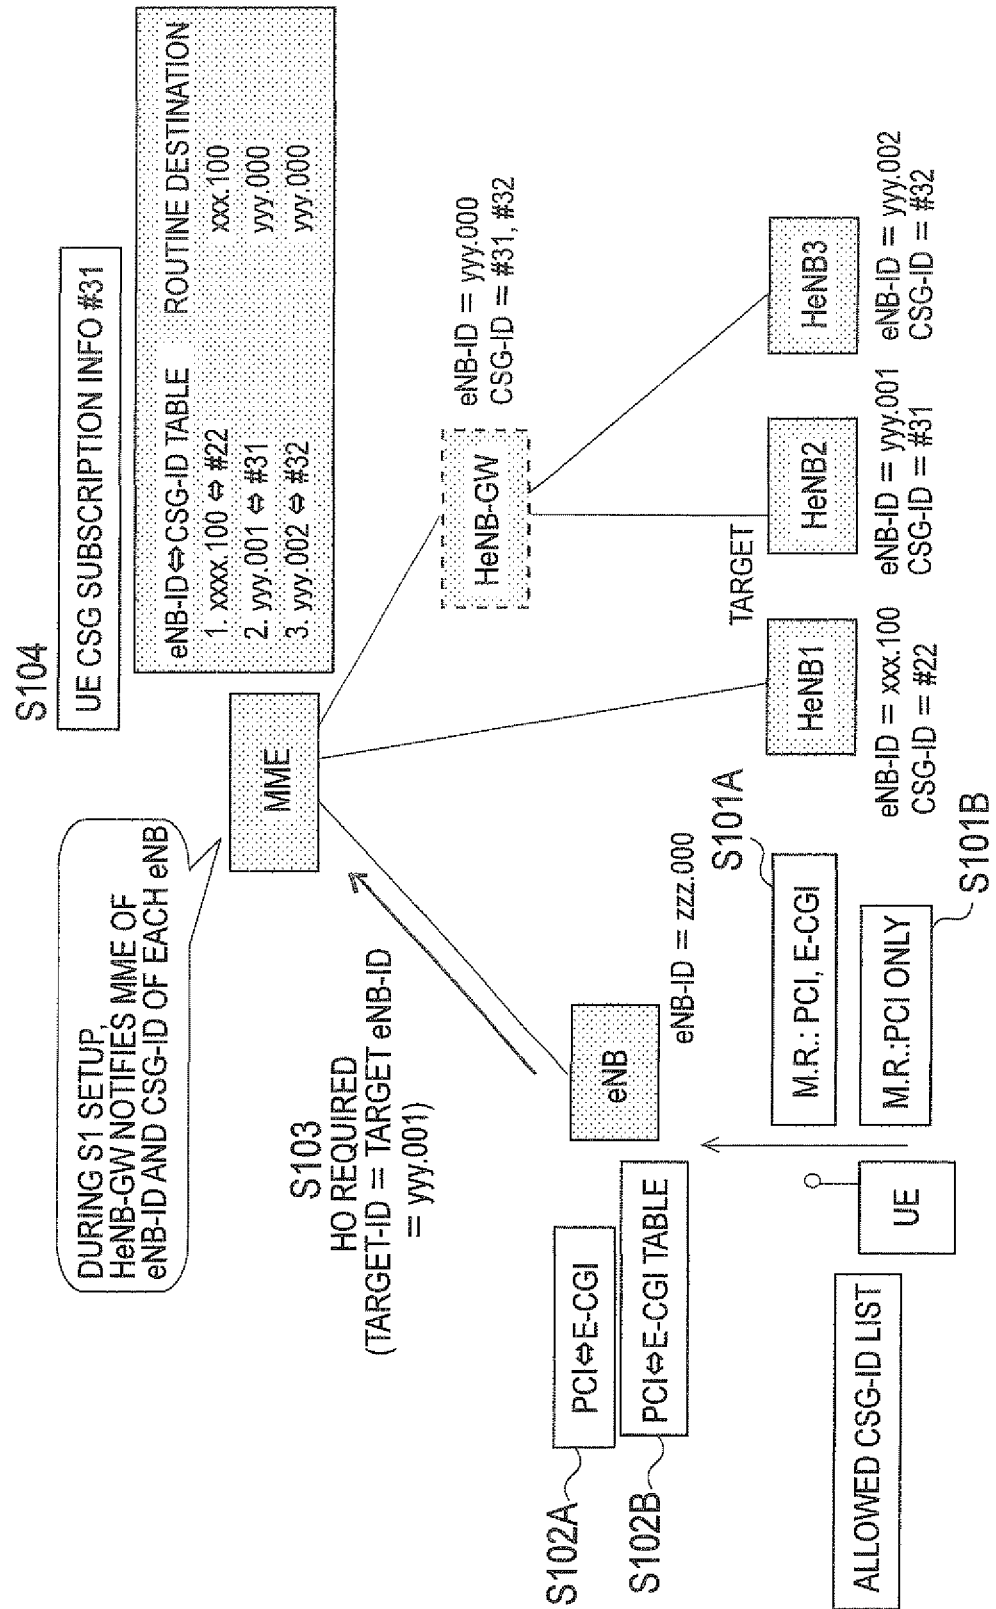 S104
UE CSG SUBSCRIPTION INFO #31
eNB-ID⇔CSG-ID TABLE ROUTINE DESTINATION
1. xxxx.100 ⇔ #22 xxx.100
2. yyy.001 ⇔ #31 yyy.000
3. yyy.002 ⇔ #32 yyy.000
DURING S1 SETUP,
HeNB-GW NOTIFIES MME OF
eNB-ID AND CSG-ID OF EACH eNB
MME
S103
HO REQUIRED
(TARGET-ID = TARGET eNB-ID
= yyy.001)
HeNB-GW
eNB-ID = yyy.000
CSG-ID = #31, #32
S102A
PCI⇔E-CGI
S102B
PCI⇔E-CGI TABLE
eNB
eNB-ID = zzz.000
S101A
M.R.: PCI, E-CGI
M.R.:PCI ONLY
S101B
TARGET
HeNB1
eNB-ID = xxx.100
CSG-ID = #22
HeNB2
eNB-ID = yyy.001
CSG-ID = #31
HeNB3
eNB-ID = yyy.002
CSG-ID = #32
ALLOWED CSG-ID LIST
UE